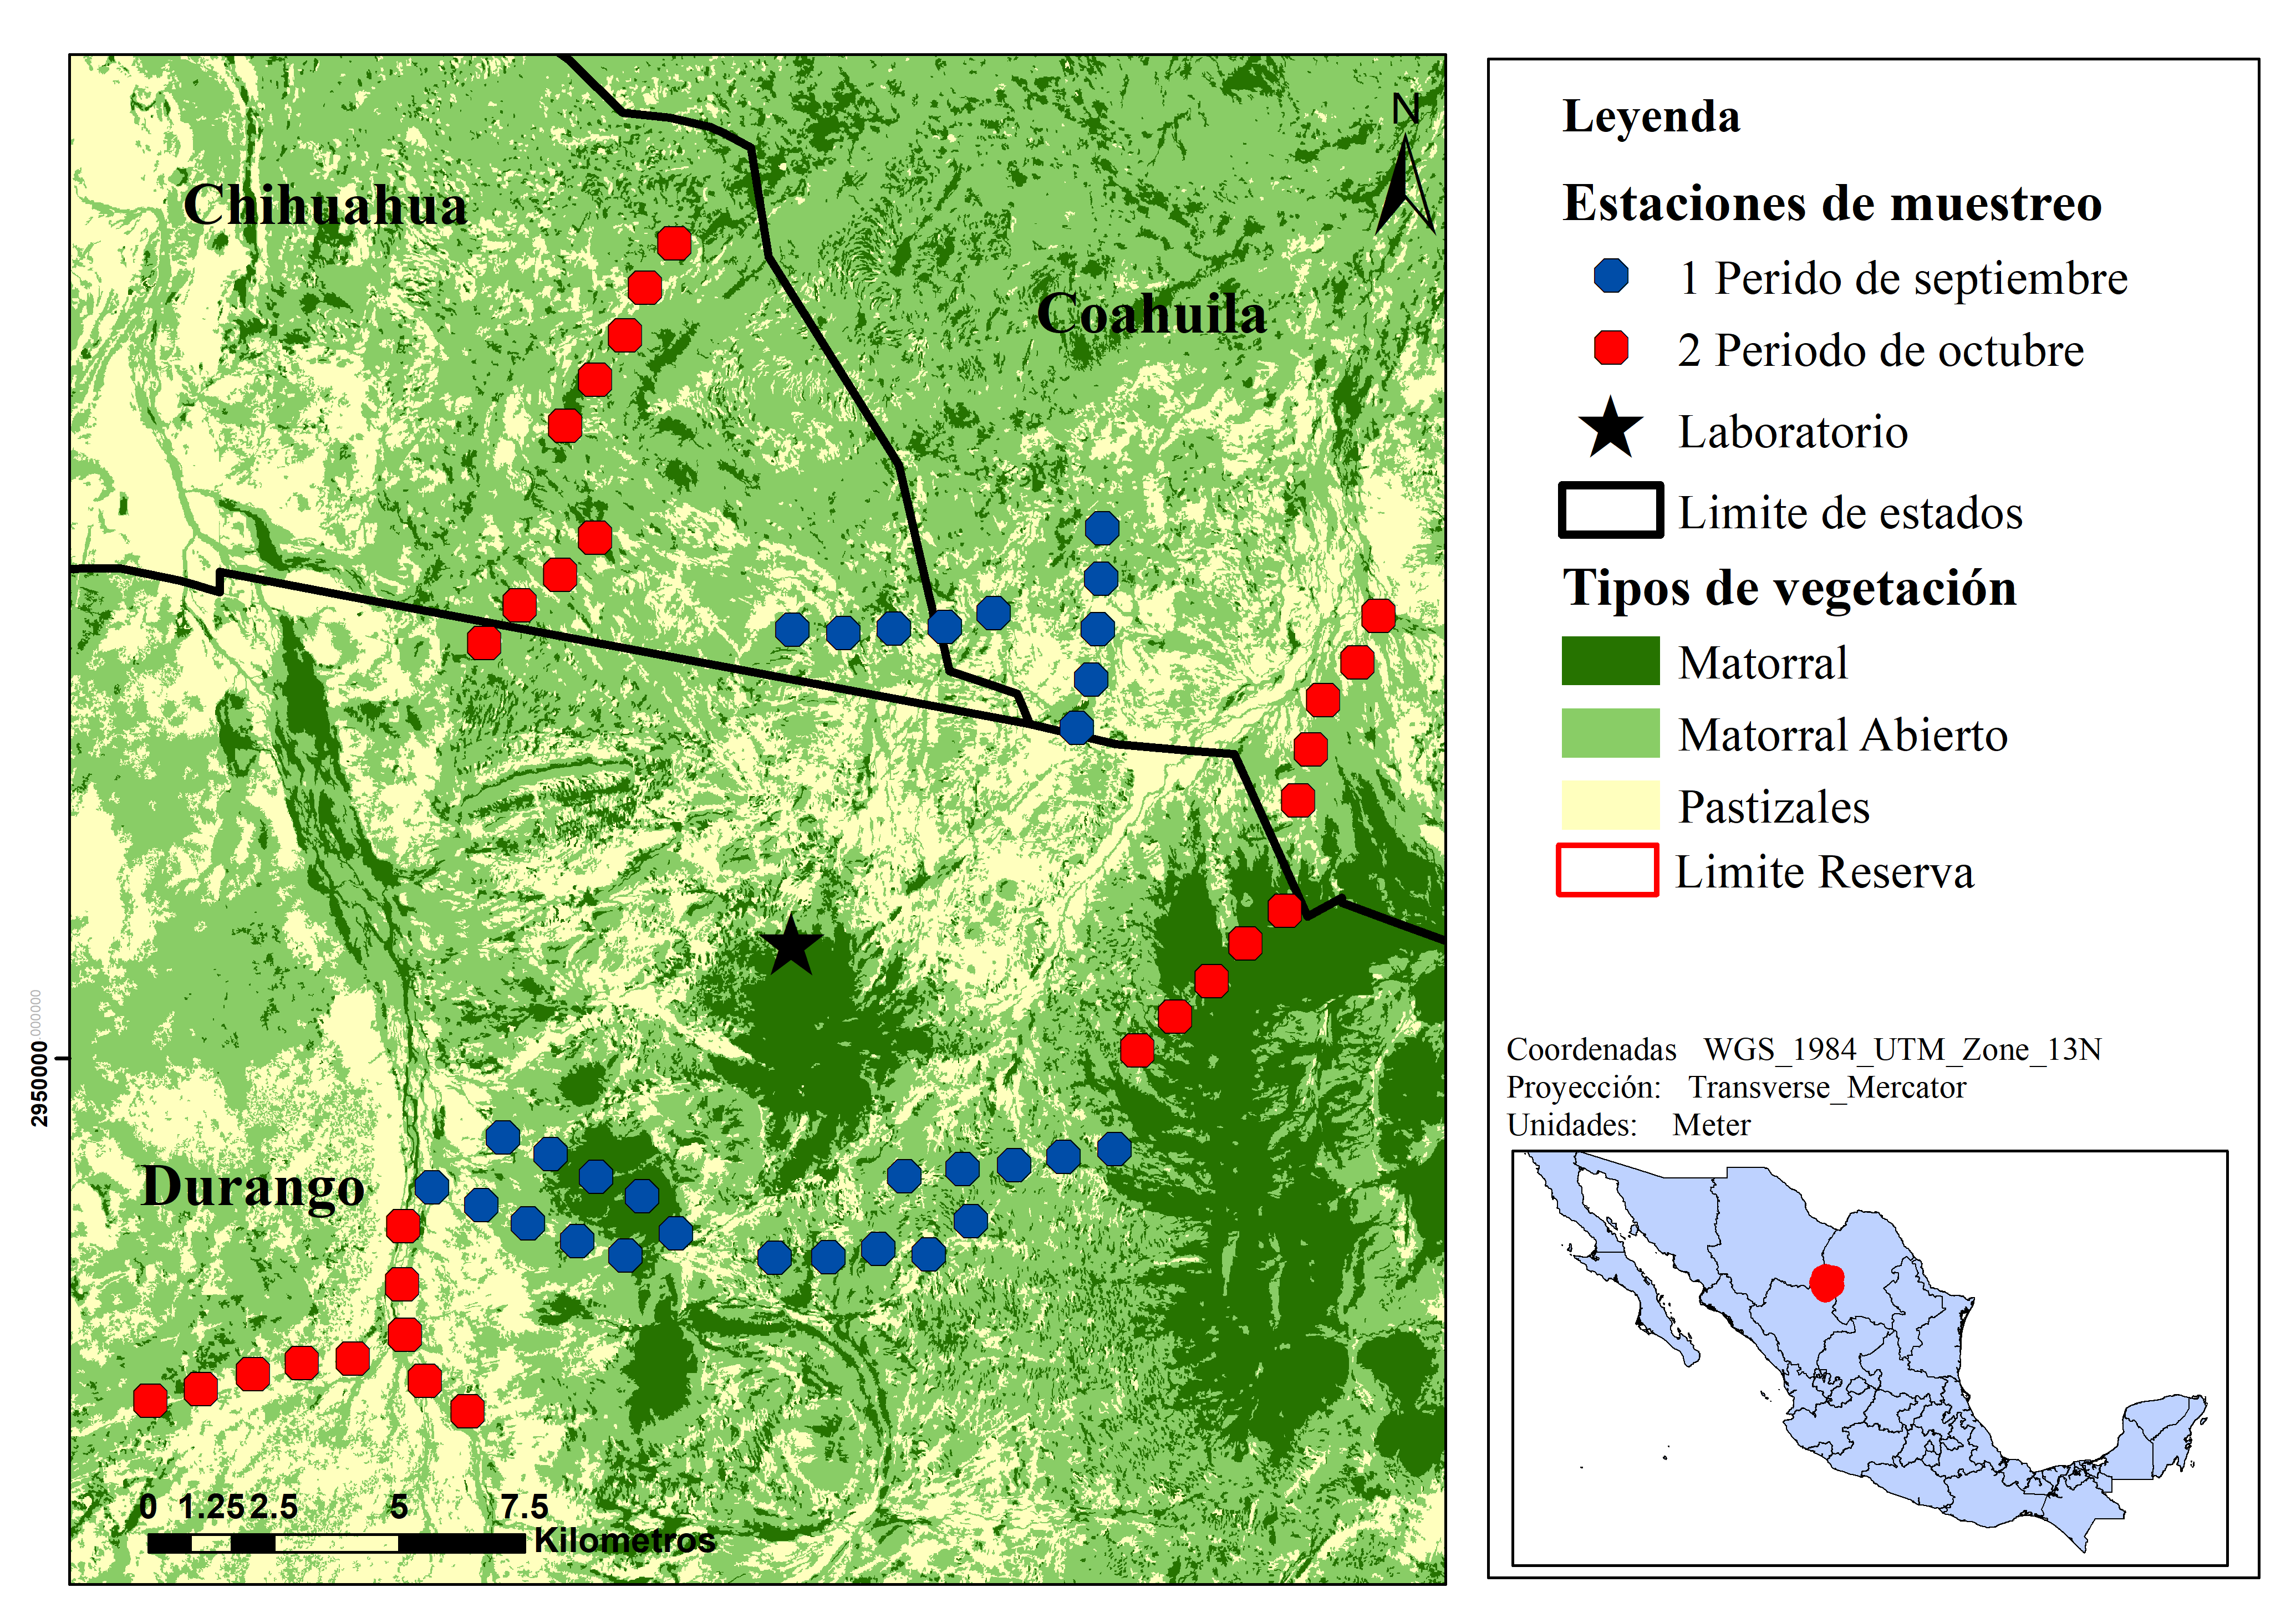 N
Chihuahua
Coahuila
Durango
2950000 000000
0 1.25 2.5 5 7.5
Kilometros
Leyenda
Estaciones de muestreo
1 Perido de septiembre
2 Periodo de octubre
Laboratorio
Limite de estados
Tipos de vegetación
Matorral
Matorral Abierto
Pastizales
Limite Reserva
Coordenadas WGS_1984_UTM_Zone_13N
Proyección: Transverse_Mercator
Unidades: Meter